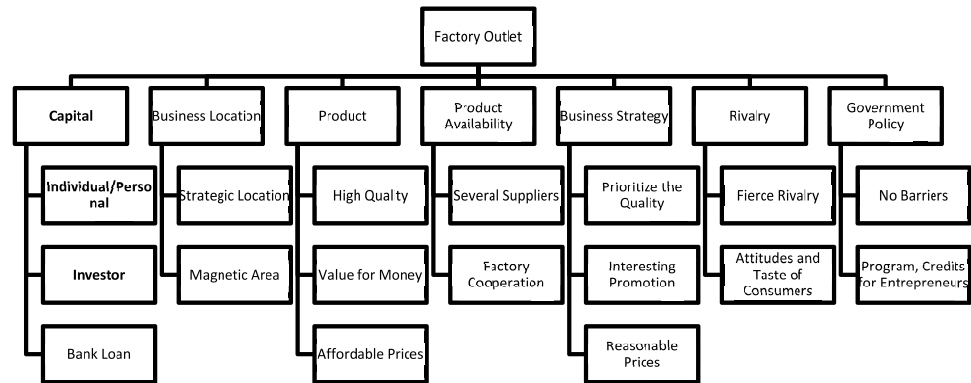 Factory Outlet
Capital
Business Location
Product
Product
Availability
Business Strategy
Rivalry
Government
Policy
Individual/Perso
nal
Strategic Location
High Quality
Several Suppliers
Prioritize the
Quality
Fierce Rivalry
No Barriers
Investor
Magnetic Area
Value for Money
Factory
Cooperation
Interesting
Promotion
Attitudes and
Taste of
Consumers
Program, Credits
for Entrepreneurs
Bank Loan
Affordable Prices
Reasonable
Prices